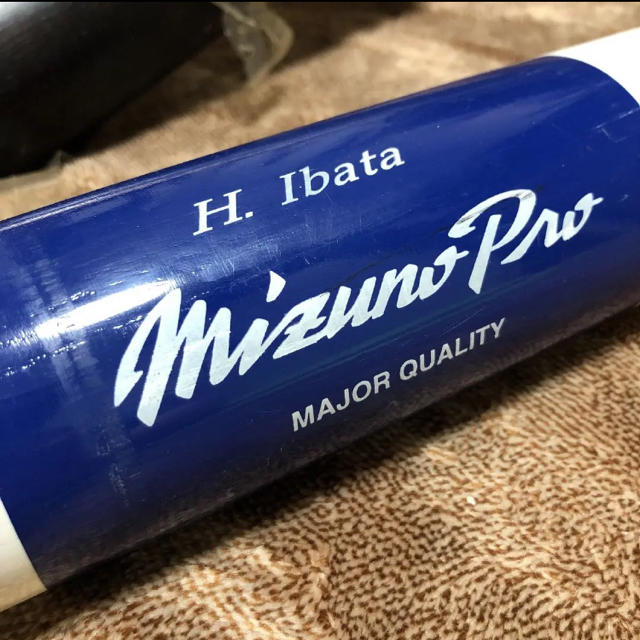 H. Ibata
Mizuno Pro
MAJOR QUALITY